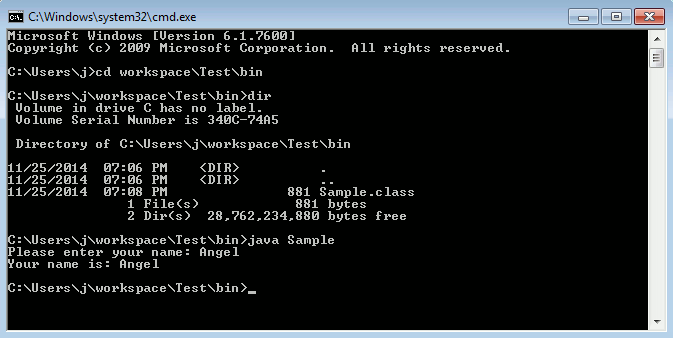 C:\Windows\system32\cmd.exe
Microsoft Windows [Version 6.1.7600]
Copyright (c) 2009 Microsoft Corporation.  All rights reserved.
C:\Users\j>cd workspace\Test\bin
C:\Users\j\workspace\Test\bin>dir
 Volume in drive C has no label.
 Volume Serial Number is 340C-74A5
 Directory of C:\Users\j\workspace\Test\bin
11/25/2014  07:06 PM    <DIR>          .
11/25/2014  07:06 PM    <DIR>          ..
11/25/2014  07:08 PM               881 Sample.class
               1 File(s)            881 bytes
               2 Dir(s)  28,762,234,880 bytes free
C:\Users\j\workspace\Test\bin>java Sample
Please enter your name: Angel
Your name is: Angel
C:\Users\j\workspace\Test\bin>_